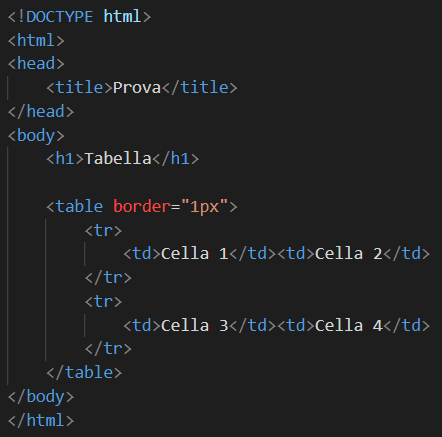 <!DOCTYPE html>
<html>
<head>
    <title>Prova</title>
</head>
<body>
    <h1>Tabella</h1>

    <table border="1px">
        <tr>
            <td>Cella 1</td><td>Cella 2</td>
        </tr>
        <tr>
            <td>Cella 3</td><td>Cella 4</td>
        </tr>
    </table>
</body>
</html>